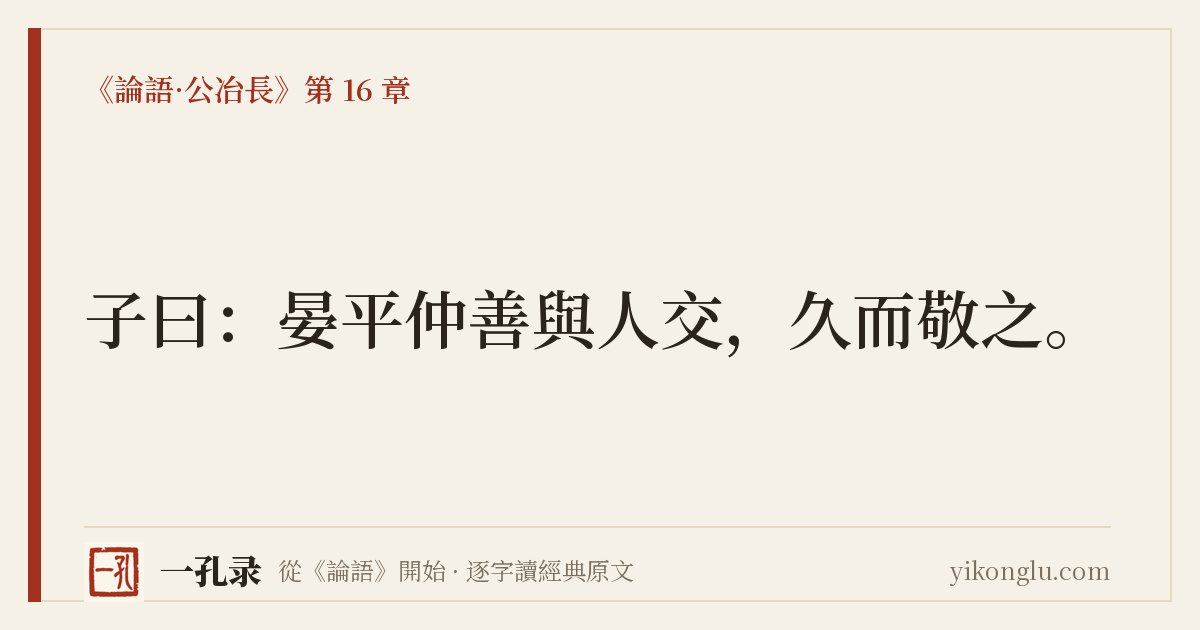 《論語·公冶長》第 16 章
子曰：晏平仲善與人交，久而敬之。
一孔
一孔录 從《論語》開始 · 逐字讀經典原文
yikonglu.com